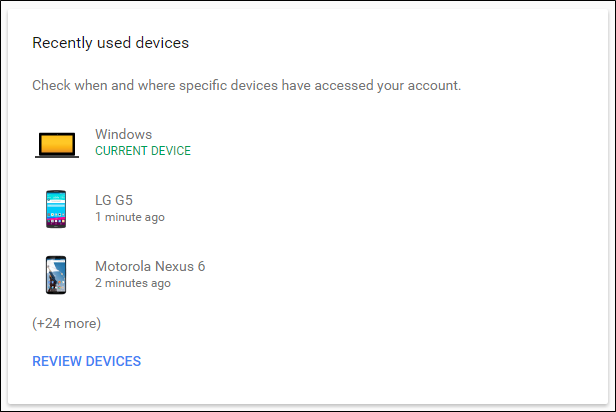 Recently used devices
Check when and where specific devices have accessed your account.
Windows
CURRENT DEVICE
LG G5
1 minute ago
Motorola Nexus 6
2 minutes ago
(+24 more)
REVIEW DEVICES